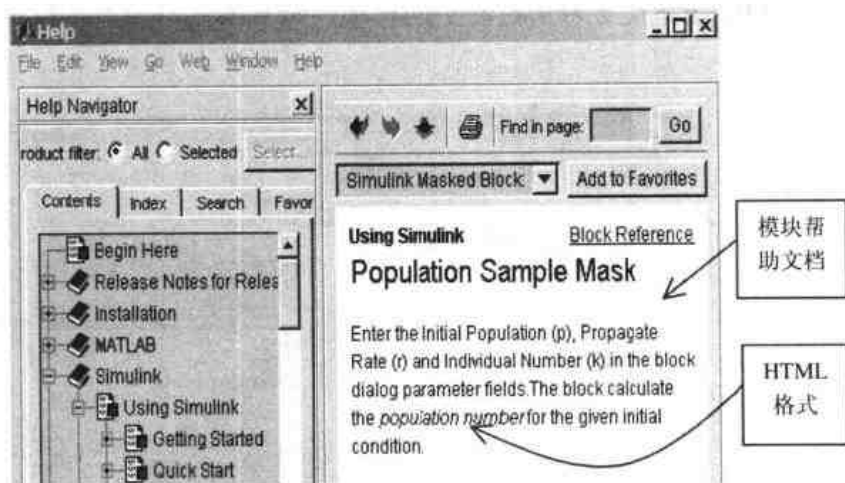 Help
File Edit View Go Web Window Help
Help Navigator
roduct filter: All Selected Select...
Contents Index Search Favor
Begin Here
Release Notes for Releas
Installation
MATLAB
Simulink
Using Simulink
Getting Started
Quick Start
Find in page: Go
Simulink Masked Block Add to Favorites
Using Simulink Block Reference
Population Sample Mask
Enter the Initial Population (p), Propagate
Rate (r) and Individual Number (k) in the block
dialog parameter fields.The block calculate
the population number for the given initial
condition.
模块帮
助文档
HTML
格式